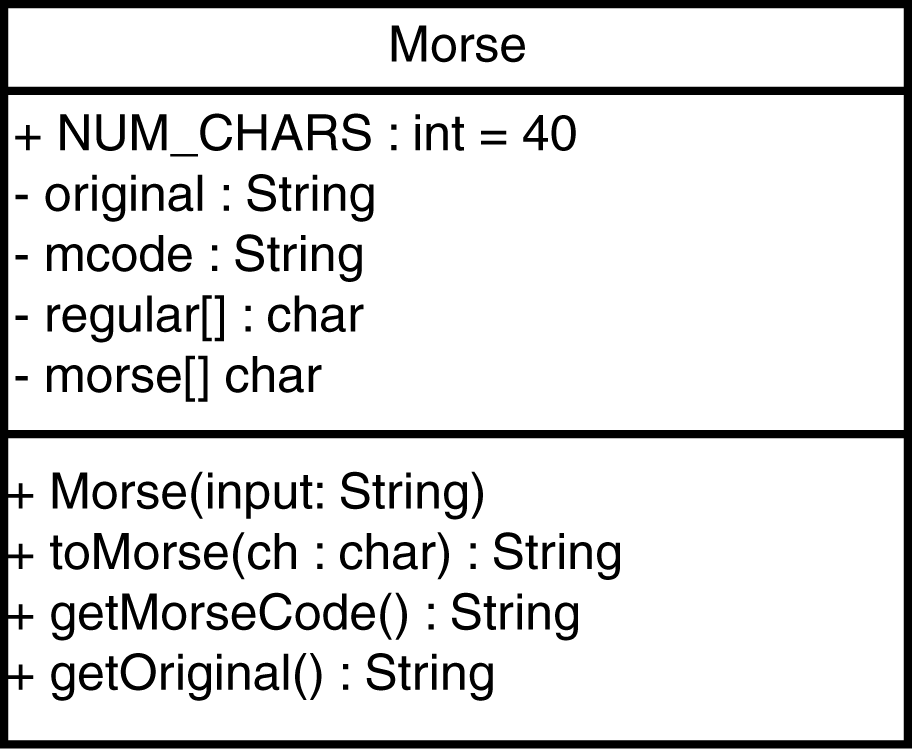 Morse
+ NUM_CHARS : int = 40
- original : String
- mcode : String
- regular[] : char
- morse[] char
+ Morse(input: String)
+ toMorse(ch : char) : String
+ getMorseCode() : String
+ getOriginal() : String